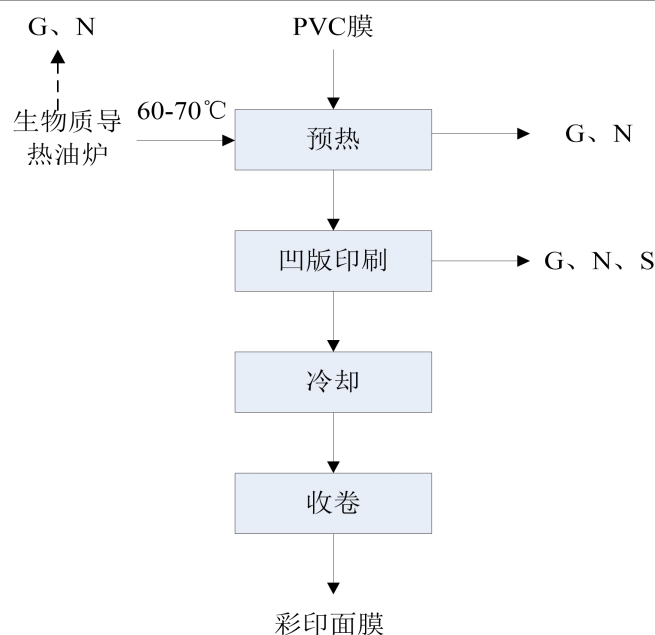 G、N
PVC膜
生物质导
热油炉
60-70℃
预热
G、N
凹版印刷
G、N、S
冷却
收卷
彩印面膜